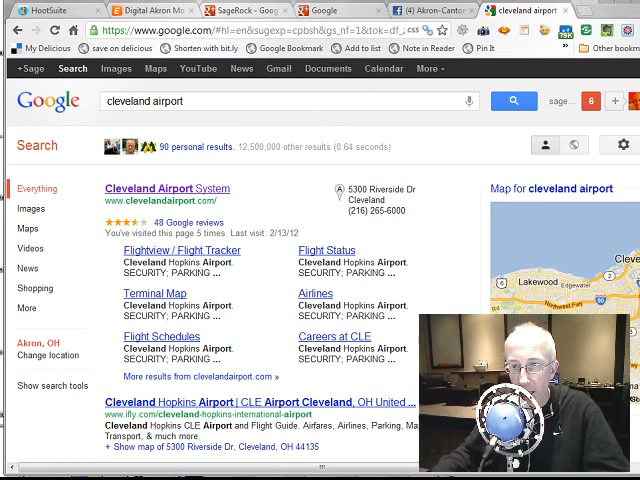 HootSuite
Digital Akron Mo
SageRock - Goog
Google
(4) Akron-Canton
cleveland airport
https://www.google.com/#hl=en&sugexp=cpbsh&gs_nf=1&tok=df_
css
My Delicious
save on delicious
Shorten with bit.ly
Google Bookmark
Add to list
Note in Reader
Pin It
Other bookmar
+Sage Search Images Maps YouTube News Gmail Documents Calendar More
Google
cleveland airport
sage...
6
+
Search
90 personal results. 12,500,000 other results (0.64 seconds)
Everything
Images
Maps
Videos
News
Shopping
More
Akron, OH
Change location
Show search tools
Cleveland Airport System
www.clevelandairport.com/
A
5300 Riverside Dr
Cleveland
(216) 265-6000
48 Google reviews
You've visited this page 5 times. Last visit: 2/13/12
Flightview / Flight Tracker
Cleveland Hopkins Airport.
SECURITY; PARKING ...
Flight Status
Cleveland Hopkins Airport.
SECURITY; PARKING ...
Terminal Map
Cleveland Hopkins Airport.
SECURITY; PARKING ...
Airlines
Cleveland Hopkins Airport.
SECURITY; PARKING ...
Flight Schedules
Cleveland Hopkins Airport.
SECURITY; PARKING ...
Careers at CLE
Cleveland Hopkins Airport.
SECURITY; PARKING ...
More results from clevelandairport.com »
Cleveland Hopkins Airport | CLE Airport Cleveland, OH United ...
www.ifly.com/cleveland-hopkins-international-airport
Cleveland Hopkins CLE Airport and Flight Guide. Airfares, Airlines, Parking, Ma
Transport, & much more.
+ Show map of 5300 Riverside Dr, Cleveland, OH 44135
Map for cleveland airport
Lakewood
Edgewater
Northwest Fwy
Cleve
6
2
90